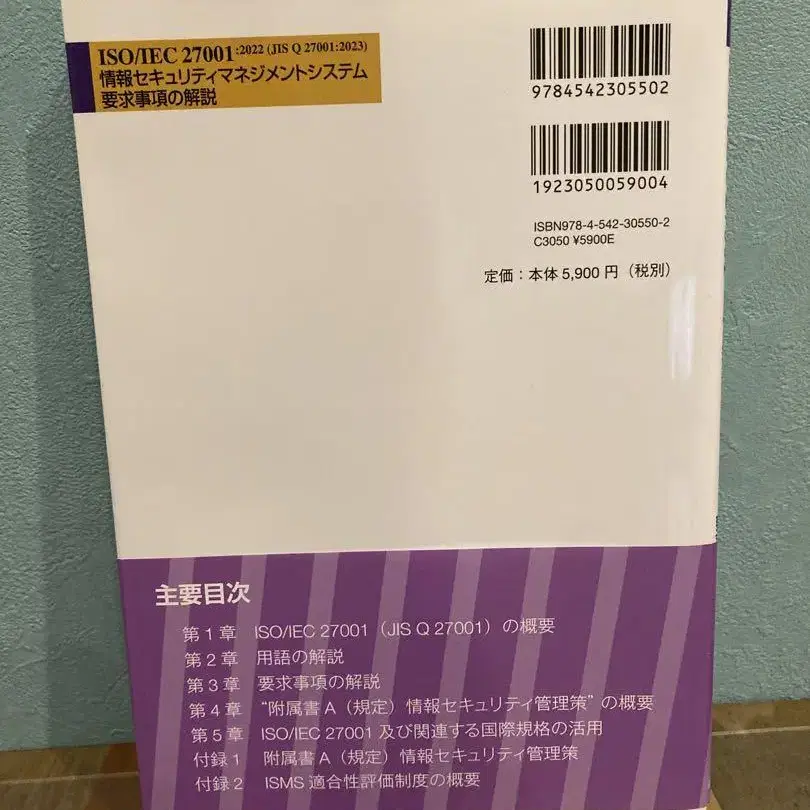 ISO/IEC 27001:2022 (JIS Q 27001:2023)
情報セキュリティマネジメントシステム
要求事項の解説
9784542305502
1923050059004
ISBN978-4-542-30550-2
C3050 ¥5900E
定価：本体 5,900 円（税別）
主要目次
第1章 ISO/IEC 27001（JIS Q 27001）の概要
第2章 用語の解説
第3章 要求事項の解説
第4章 “附属書A（規定）情報セキュリティ管理策”の概要
第5章 ISO/IEC 27001 及び関連する国際規格の活用
付録1 附属書A（規定）情報セキュリティ管理策
付録2 ISMS 適合性評価制度の概要